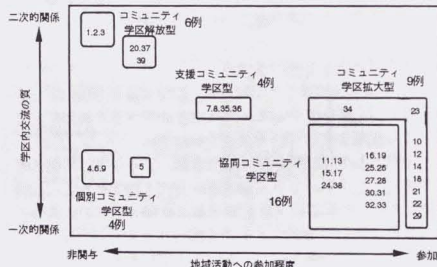 二次的関係
コミュニティ
学区解放型
6例
1.2.3
20.37
39
支援コミュニティ
学区型
4例
7.8.35.36
コミュニティ
学区拡大型
9例
34
23
10
12
14
18
21
22
29
学区内交流の質
4.6.9
5
個別コミュニティ
学区型
4例
協同コミュニティ
学区型
16例
11.13
15.17
24.38
16.19
25.26
27.28
30.31
32.33
一次的関係
非関与
地域活動への参加程度
参加